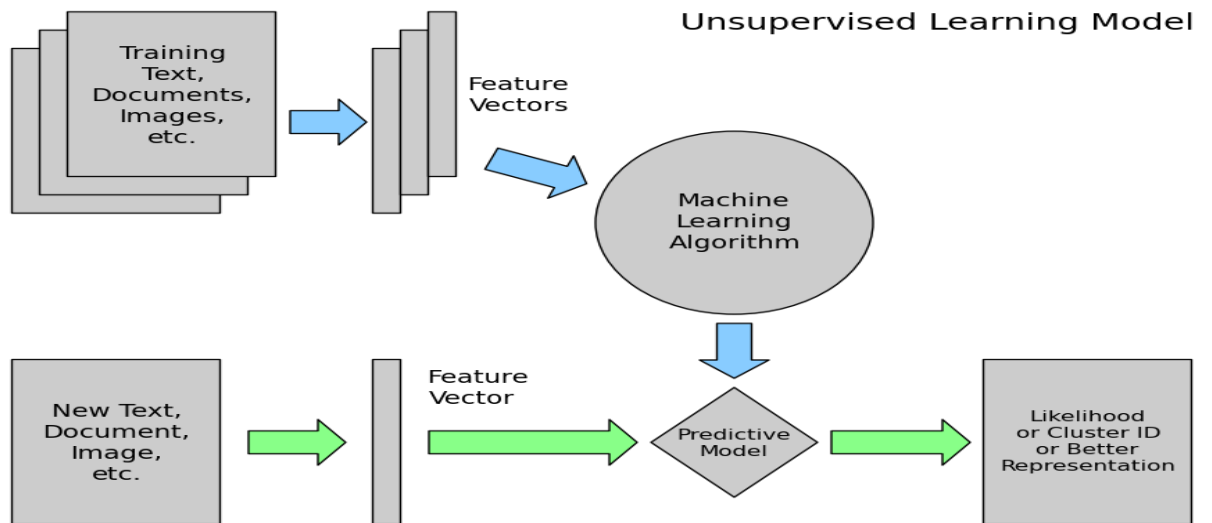 Unsupervised Learning Model
Training
Text,
Documents,
Images,
etc.
Feature
Vectors
Machine
Learning
Algorithm
New Text,
Document,
Image,
etc.
Feature
Vector
Predictive
Model
Likelihood
or Cluster ID
or Better
Representation